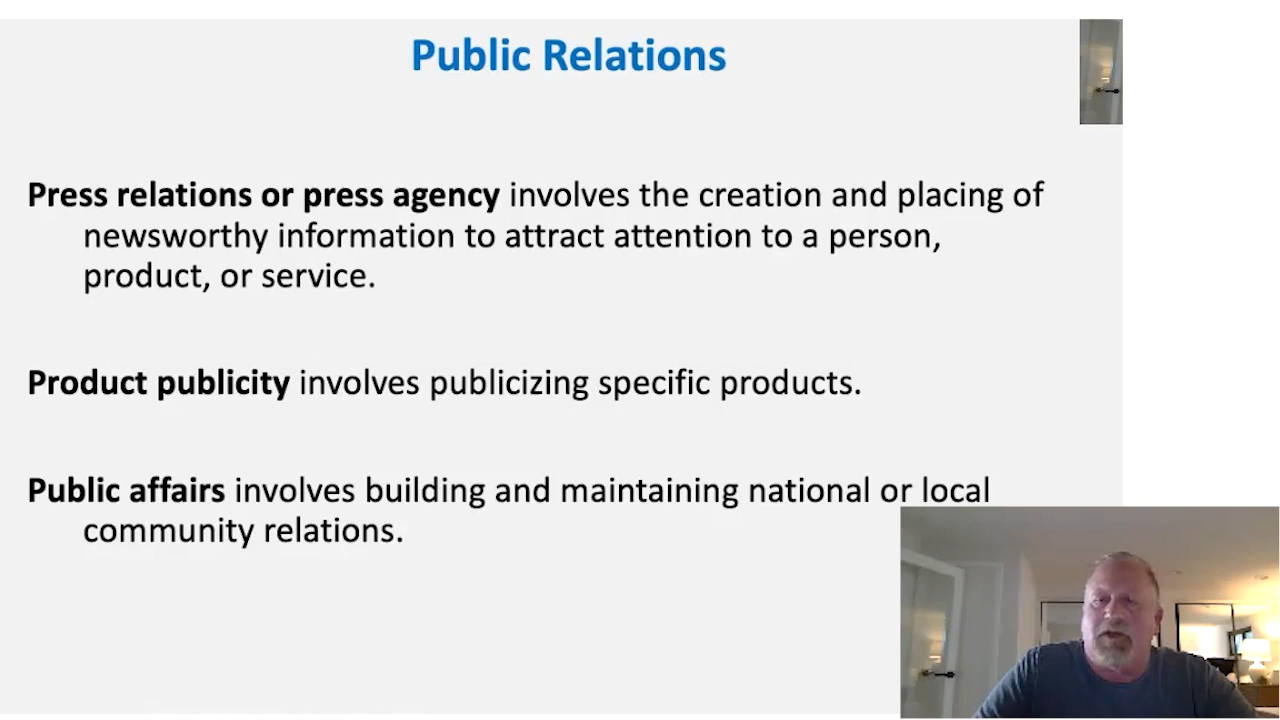 Public Relations
Press relations or press agency involves the creation and placing of
newsworthy information to attract attention to a person,
product, or service.
Product publicity involves publicizing specific products.
Public affairs involves building and maintaining national or local
community relations.